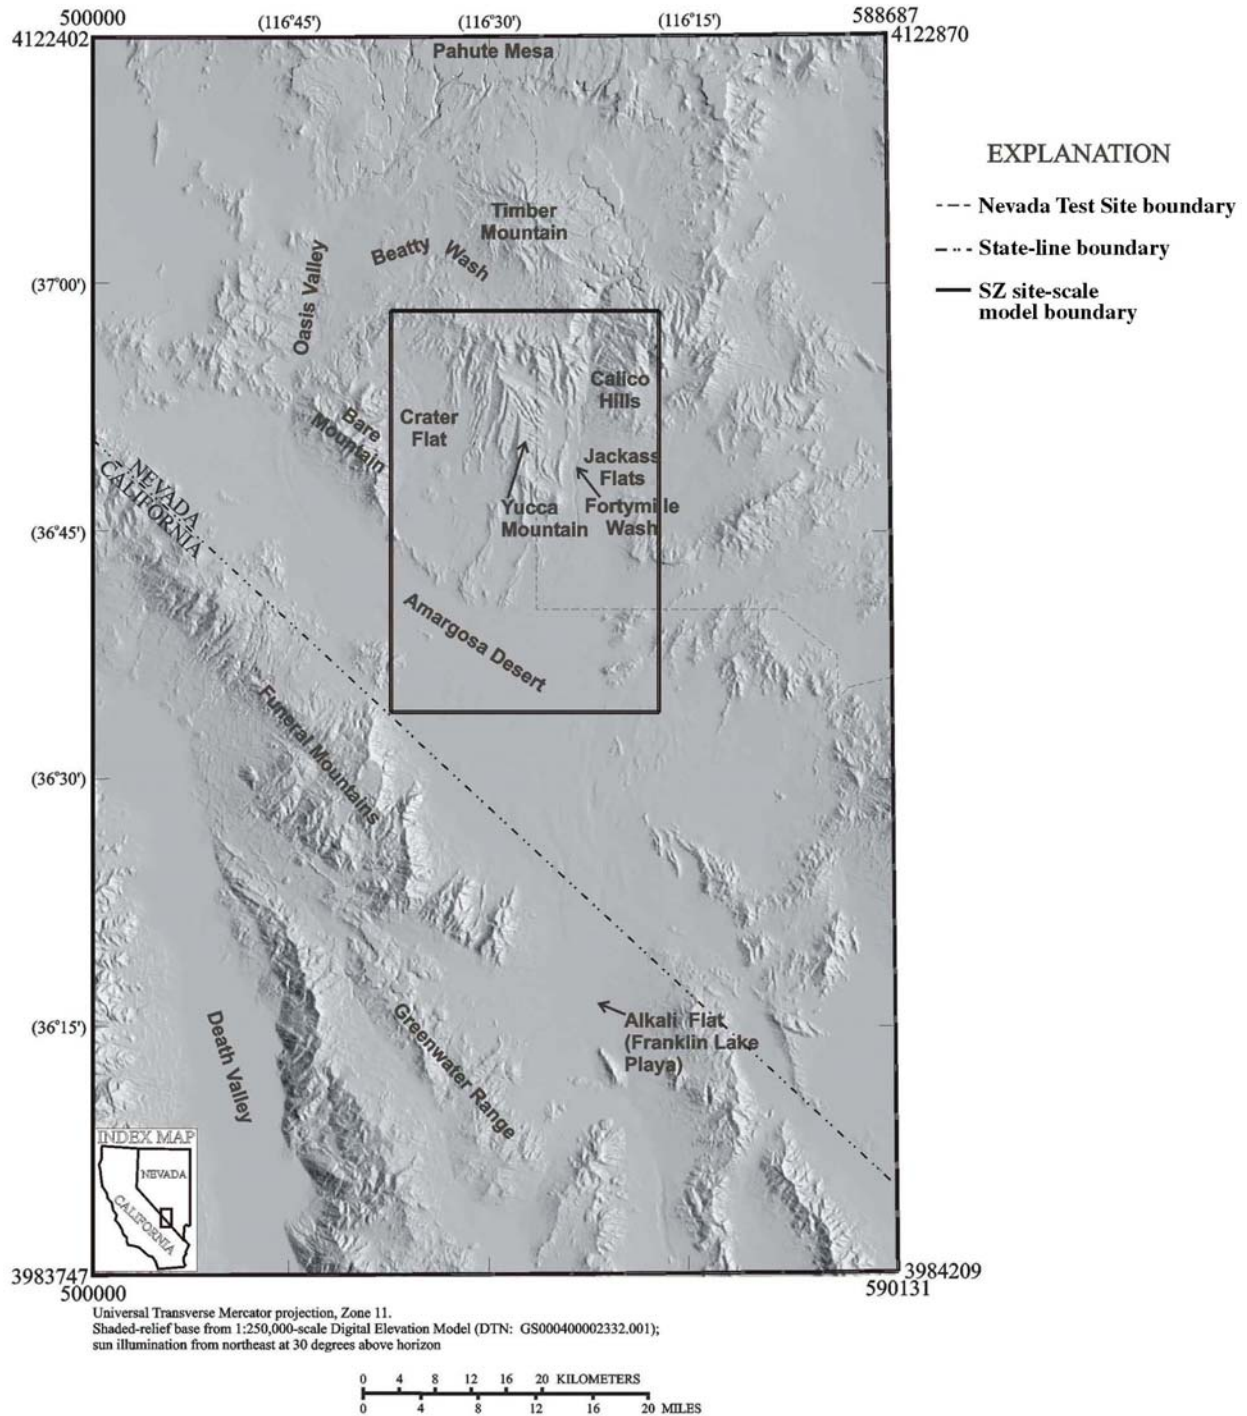 500000
(116°45')
(116°30')
(116°15')
588687
4122402
4122870
Pahute Mesa
EXPLANATION
Nevada Test Site boundary
State-line boundary
SZ site-scale
model boundary
Timber
Mountain
Beatty Wash
Oasis Valley
(37°00')
Calico
Hills
Crater
Flat
Bare
Mountain
Jackass
Flats
Yucca
Mountain
Fortymile
Wash
NEVADA
CALIFORNIA
(36°45')
Amargosa Desert
Funeral Mountains
(36°30')
Alkali Flat
(Franklin Lake
Playa)
(36°15')
Greenwater Range
Death Valley
INDEX MAP
NEVADA
CALIFORNIA
3983747
3984209
500000
590131
Universal Transverse Mercator projection, Zone 11.
Shaded-relief base from 1:250,000-scale Digital Elevation Model (DTN: GS000400002332.001);
sun illumination from northeast at 30 degrees above horizon
0 4 8 12 16 20 KILOMETERS
0 4 8 12 16 20 MILES